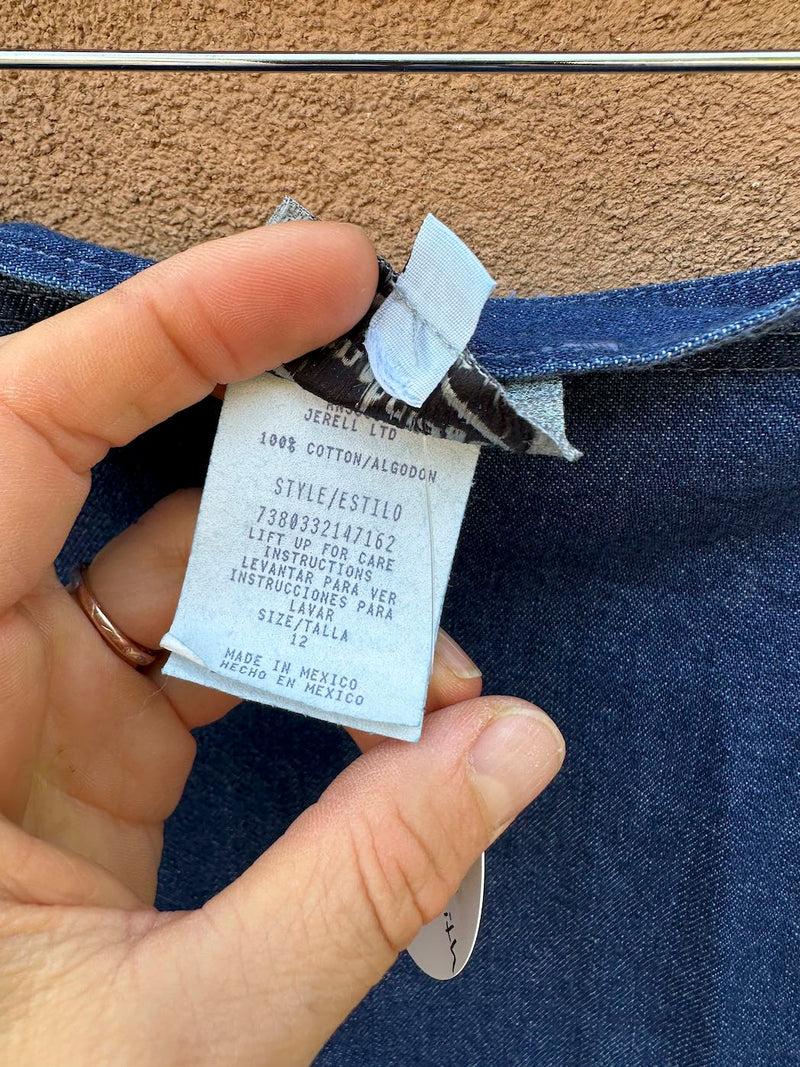 JERELL LTD
100% COTTON/ALGODON
STYLE/ESTILO
7380332147162
LIFT UP FOR CARE
INSTRUCTIONS
LEVANTAR PARA VER
INSTRUCCIONES PARA
LAVAR
SIZE/TALLA
12
MADE IN MEXICO
HECHO EN MEXICO